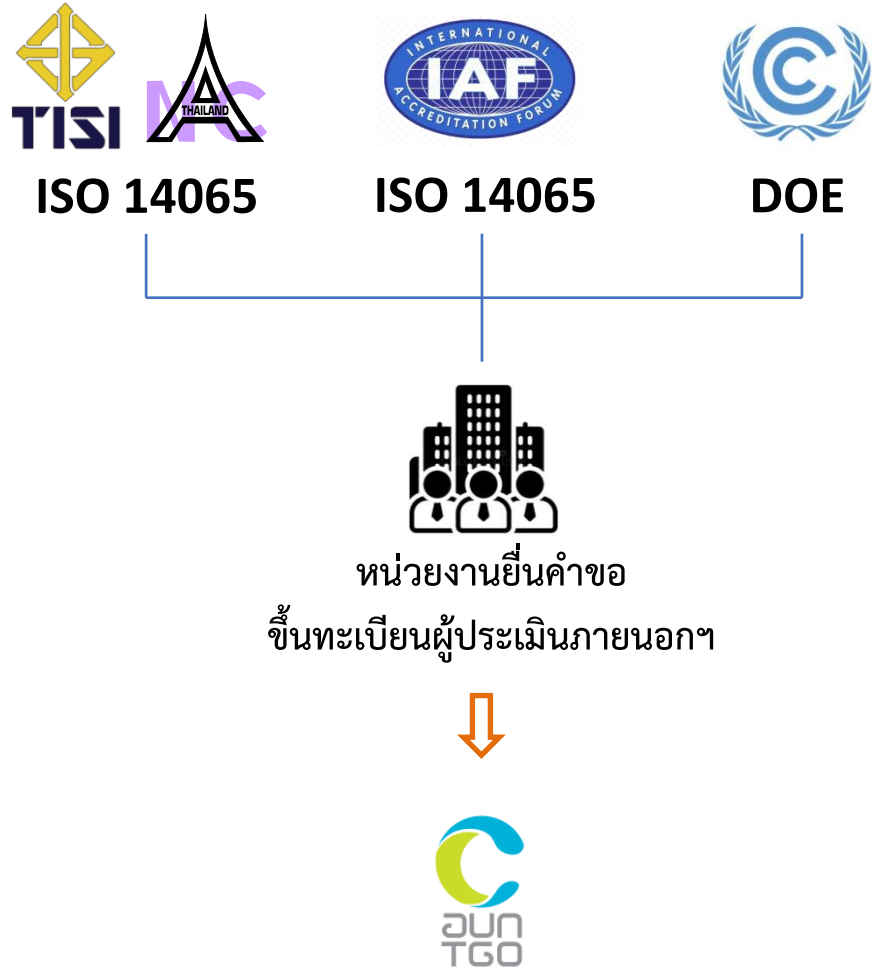 TISI
NAC
THAILAND
INTERNATIONAL
IAF
ACCREDITATION FORUM
ISO 14065
ISO 14065
DOE
หน่วยงานยื่นคำขอ
ขึ้นทะเบียนผู้ประเมินภายนอกฯ
อบก
TGO